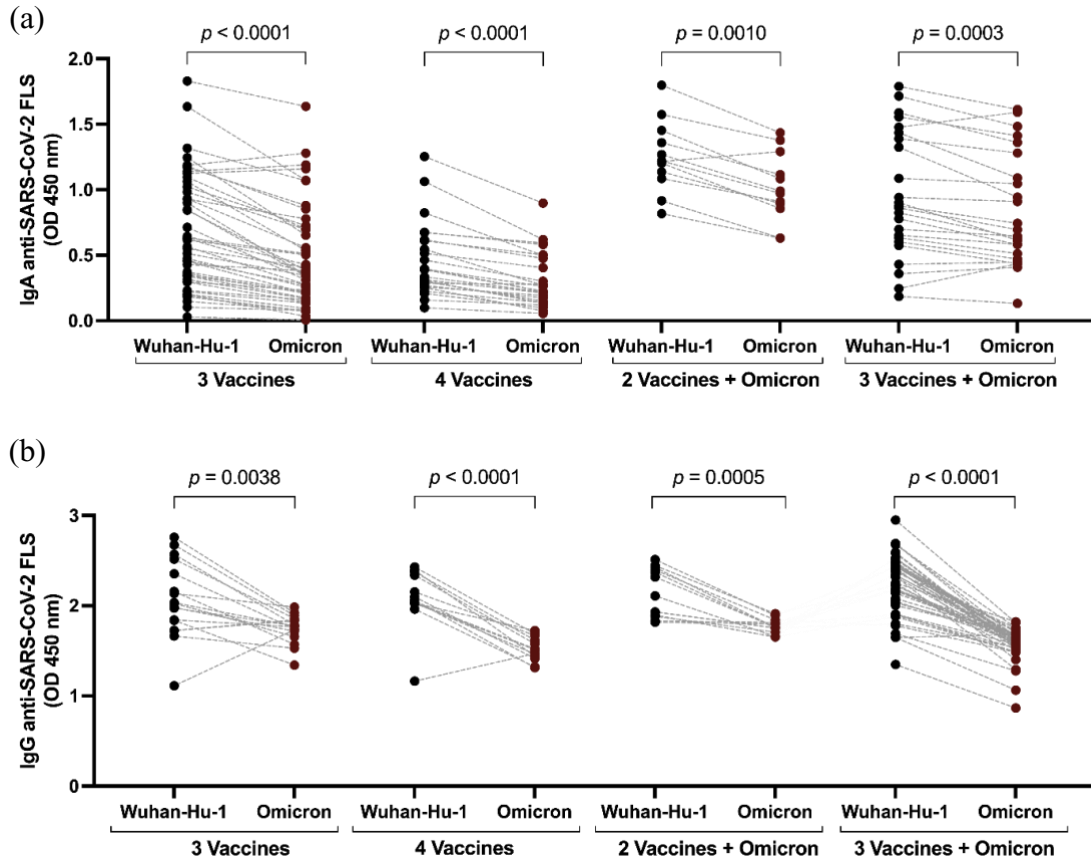 (a)
p < 0.0001 p < 0.0001 p = 0.0010 p = 0.0003
IgA anti-SARS-CoV-2 FLS
(OD 450 nm)
2.0
1.5
1.0
0.5
0.0
Wuhan-Hu-1 Omicron Wuhan-Hu-1 Omicron Wuhan-Hu-1 Omicron Wuhan-Hu-1 Omicron
3 Vaccines 4 Vaccines 2 Vaccines + Omicron 3 Vaccines + Omicron
(b)
p = 0.0038 p < 0.0001 p = 0.0005 p < 0.0001
IgG anti-SARS-CoV-2 FLS
(OD 450 nm)
3
2
1
0
Wuhan-Hu-1 Omicron Wuhan-Hu-1 Omicron Wuhan-Hu-1 Omicron Wuhan-Hu-1 Omicron
3 Vaccines 4 Vaccines 2 Vaccines + Omicron 3 Vaccines + Omicron